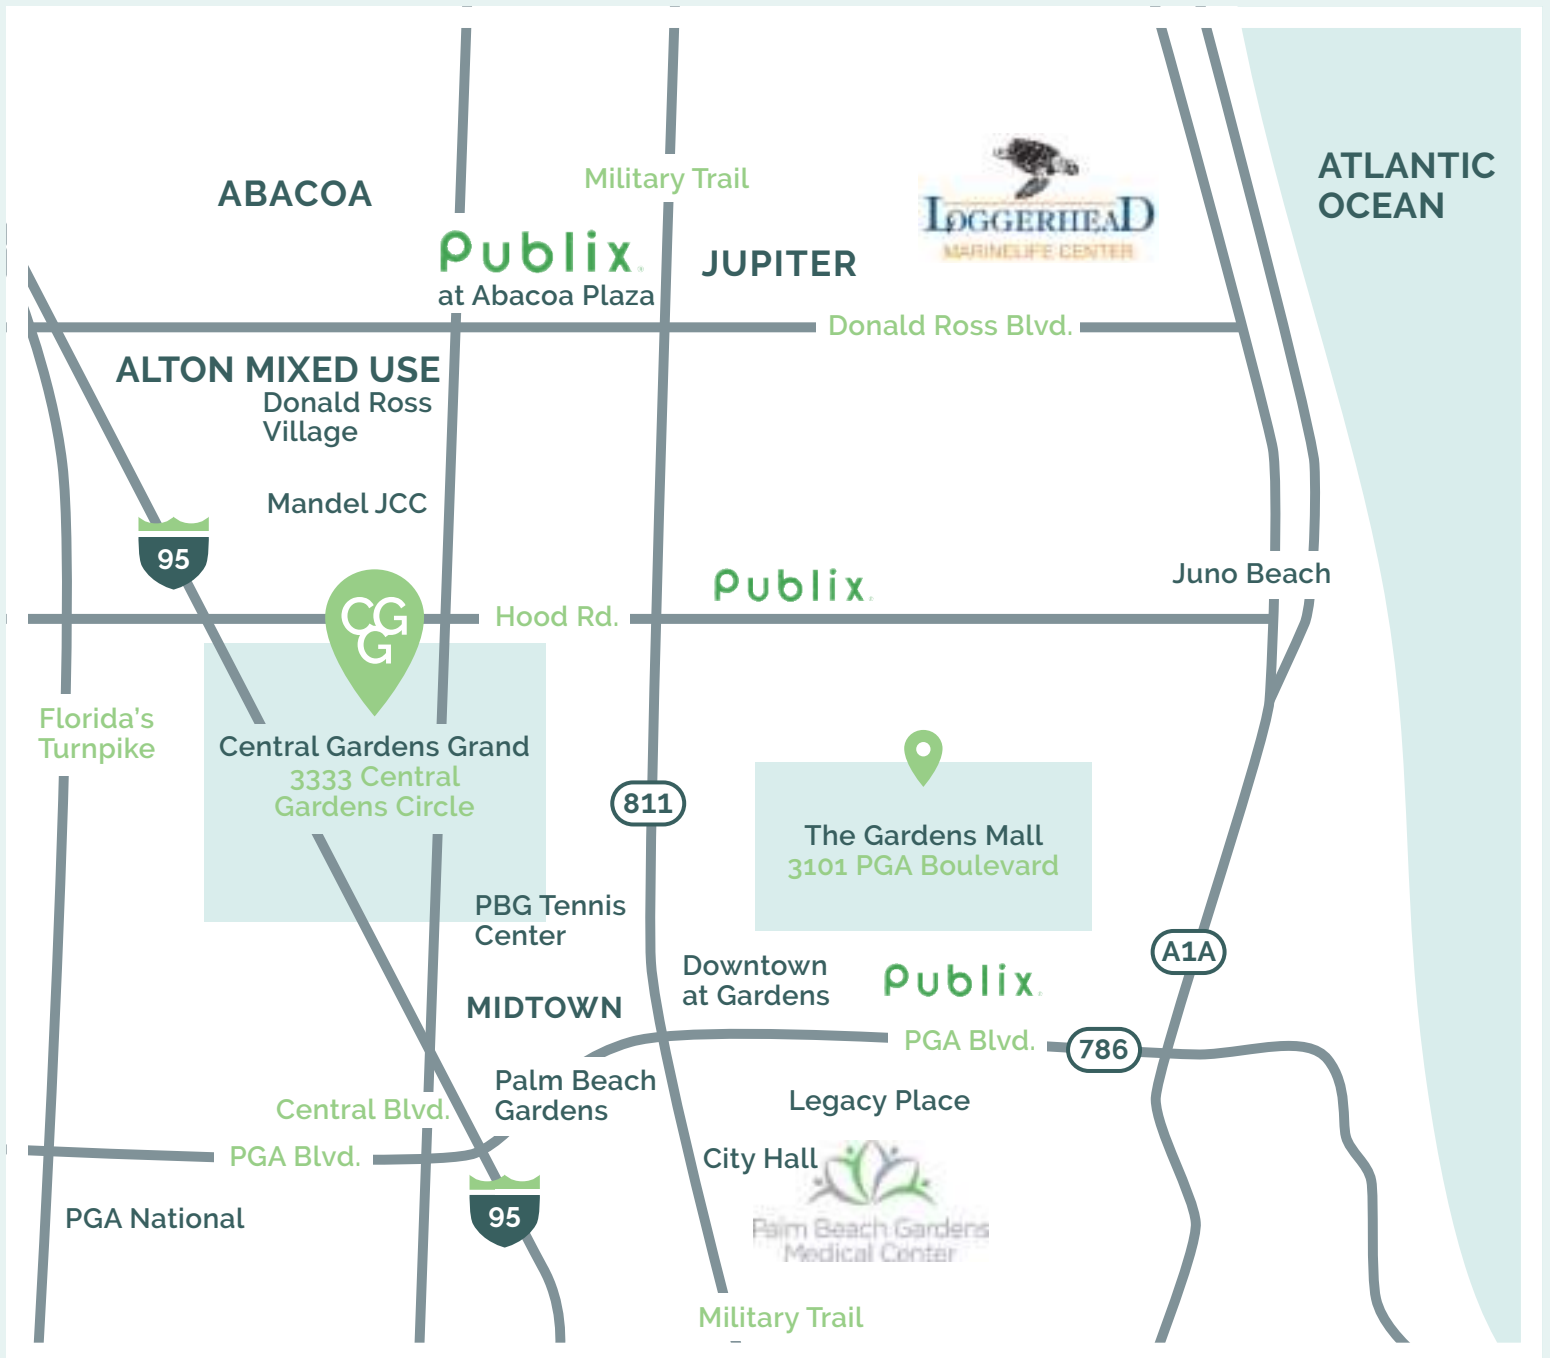 ATLANTIC
OCEAN
ABACOA
Military Trail
LOGGERHEAD
MARINELIFE CENTER
Publix
at Abacoa Plaza
JUPITER
Donald Ross Blvd.
ALTON MIXED USE
Donald Ross
Village
Mandel JCC
95
Publix
Juno Beach
CG
G
Hood Rd.
Florida's
Turnpike
Central Gardens Grand
3333 Central
Gardens Circle
811
The Gardens Mall
3101 PGA Boulevard
PBG Tennis
Center
A1A
Downtown
at Gardens
Publix
MIDTOWN
PGA Blvd.
786
Palm Beach
Gardens
Legacy Place
Central Blvd.
PGA Blvd.
City Hall
PGA National
95
Palm Beach Gardens
Medical Center
Military Trail